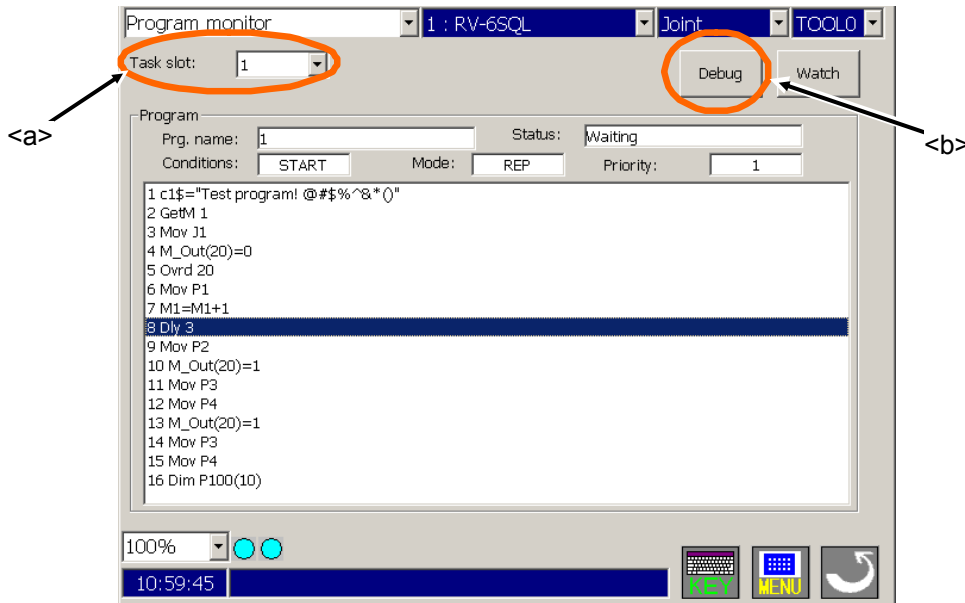 Program monitor 1 : RV-6SQL Joint TOOL0
Task slot: 1 Debug Watch
<a> <b>
Program
Prg. name: 1 Status: Waiting
Conditions: START Mode: REP Priority: 1
1 c1$="Test program! @#$%^&*()"
2 GetM 1
3 Mov J1
4 M_Out(20)=0
5 Ovrd 20
6 Mov P1
7 M1=M1+1
8 Dly 3
9 Mov P2
10 M_Out(20)=1
11 Mov P3
12 Mov P4
13 M_Out(20)=1
14 Mov P3
15 Mov P4
16 Dim P100(10)
100%
10:59:45 KEY MENU